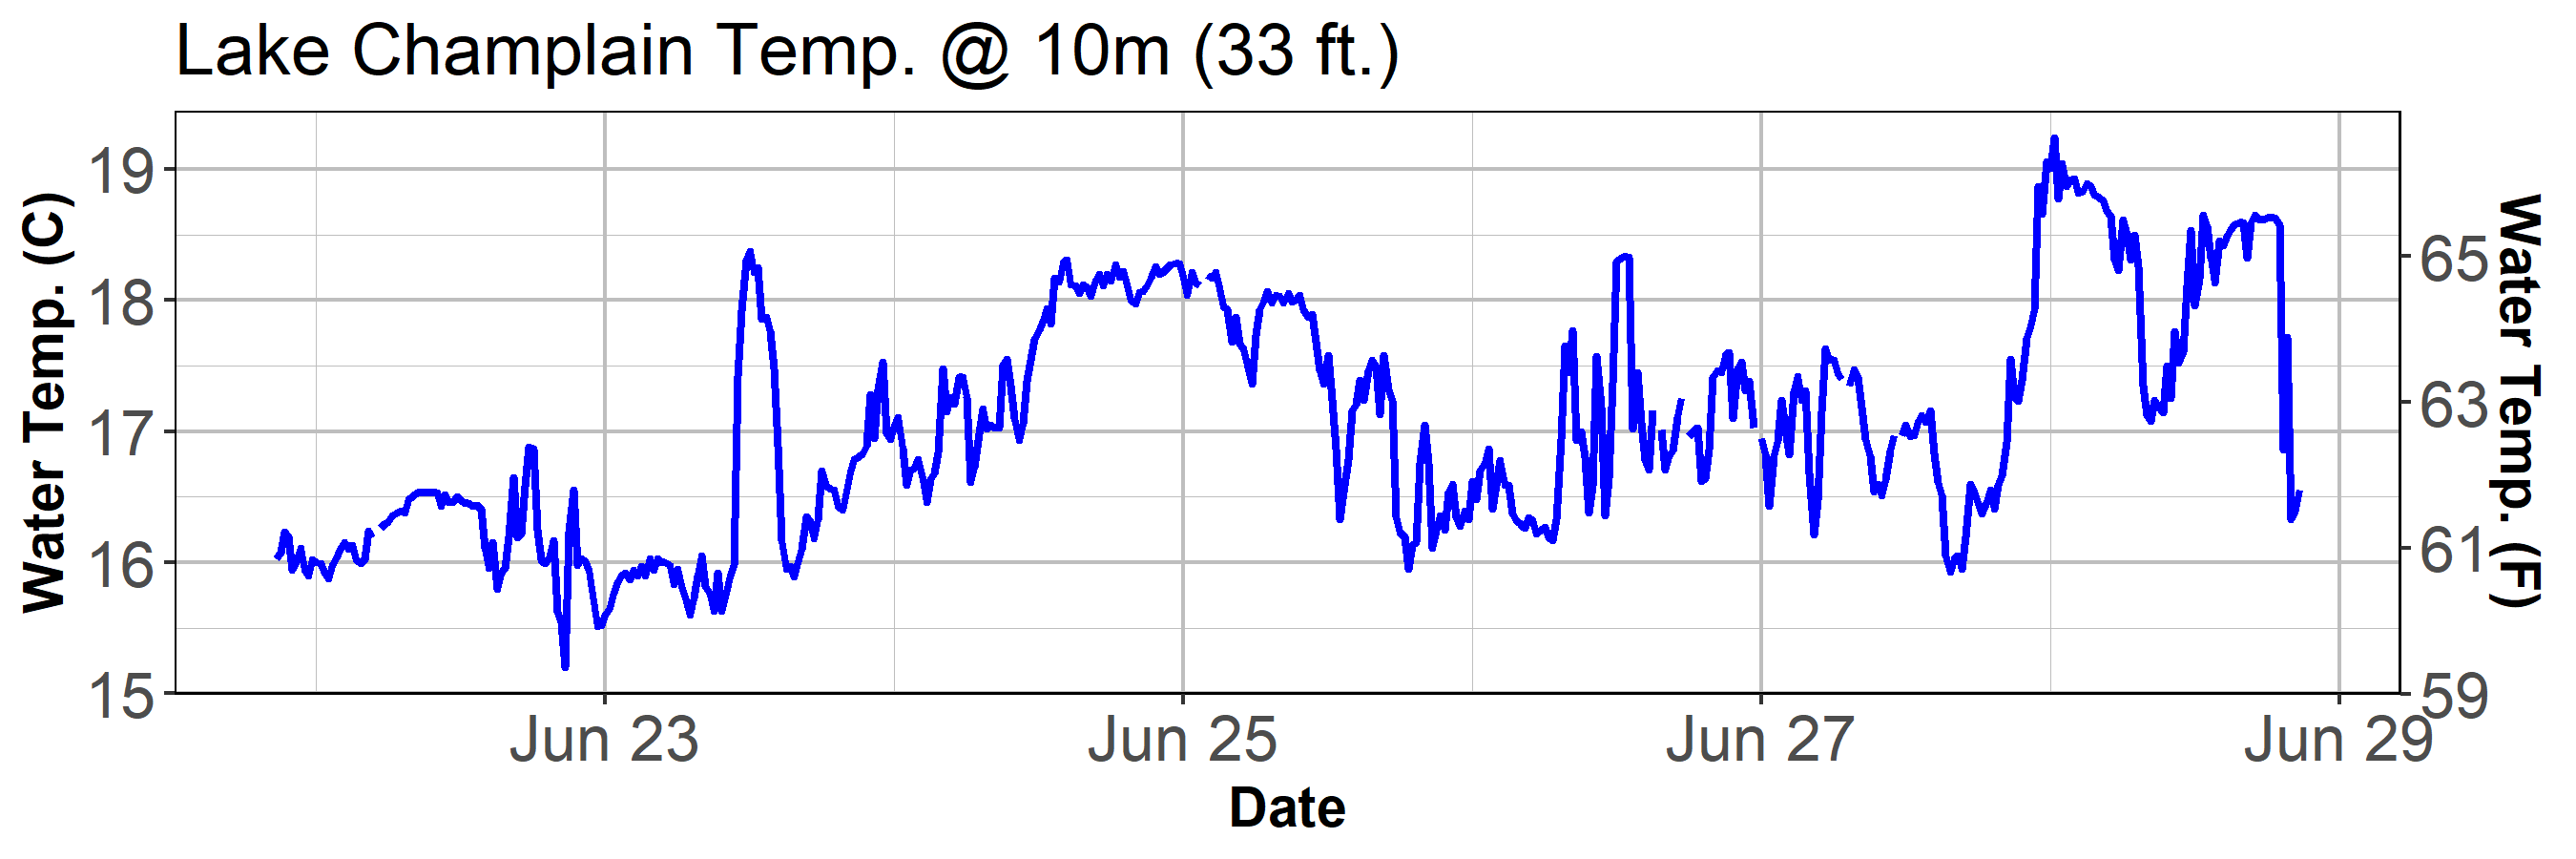 Lake Champlain Temp. @ 10m (33 ft.)
Water Temp. (C)
19
18
17
16
15
65
63
61
59
Water Temp. (F)
Jun 23
Jun 25
Jun 27
Jun 29
Date